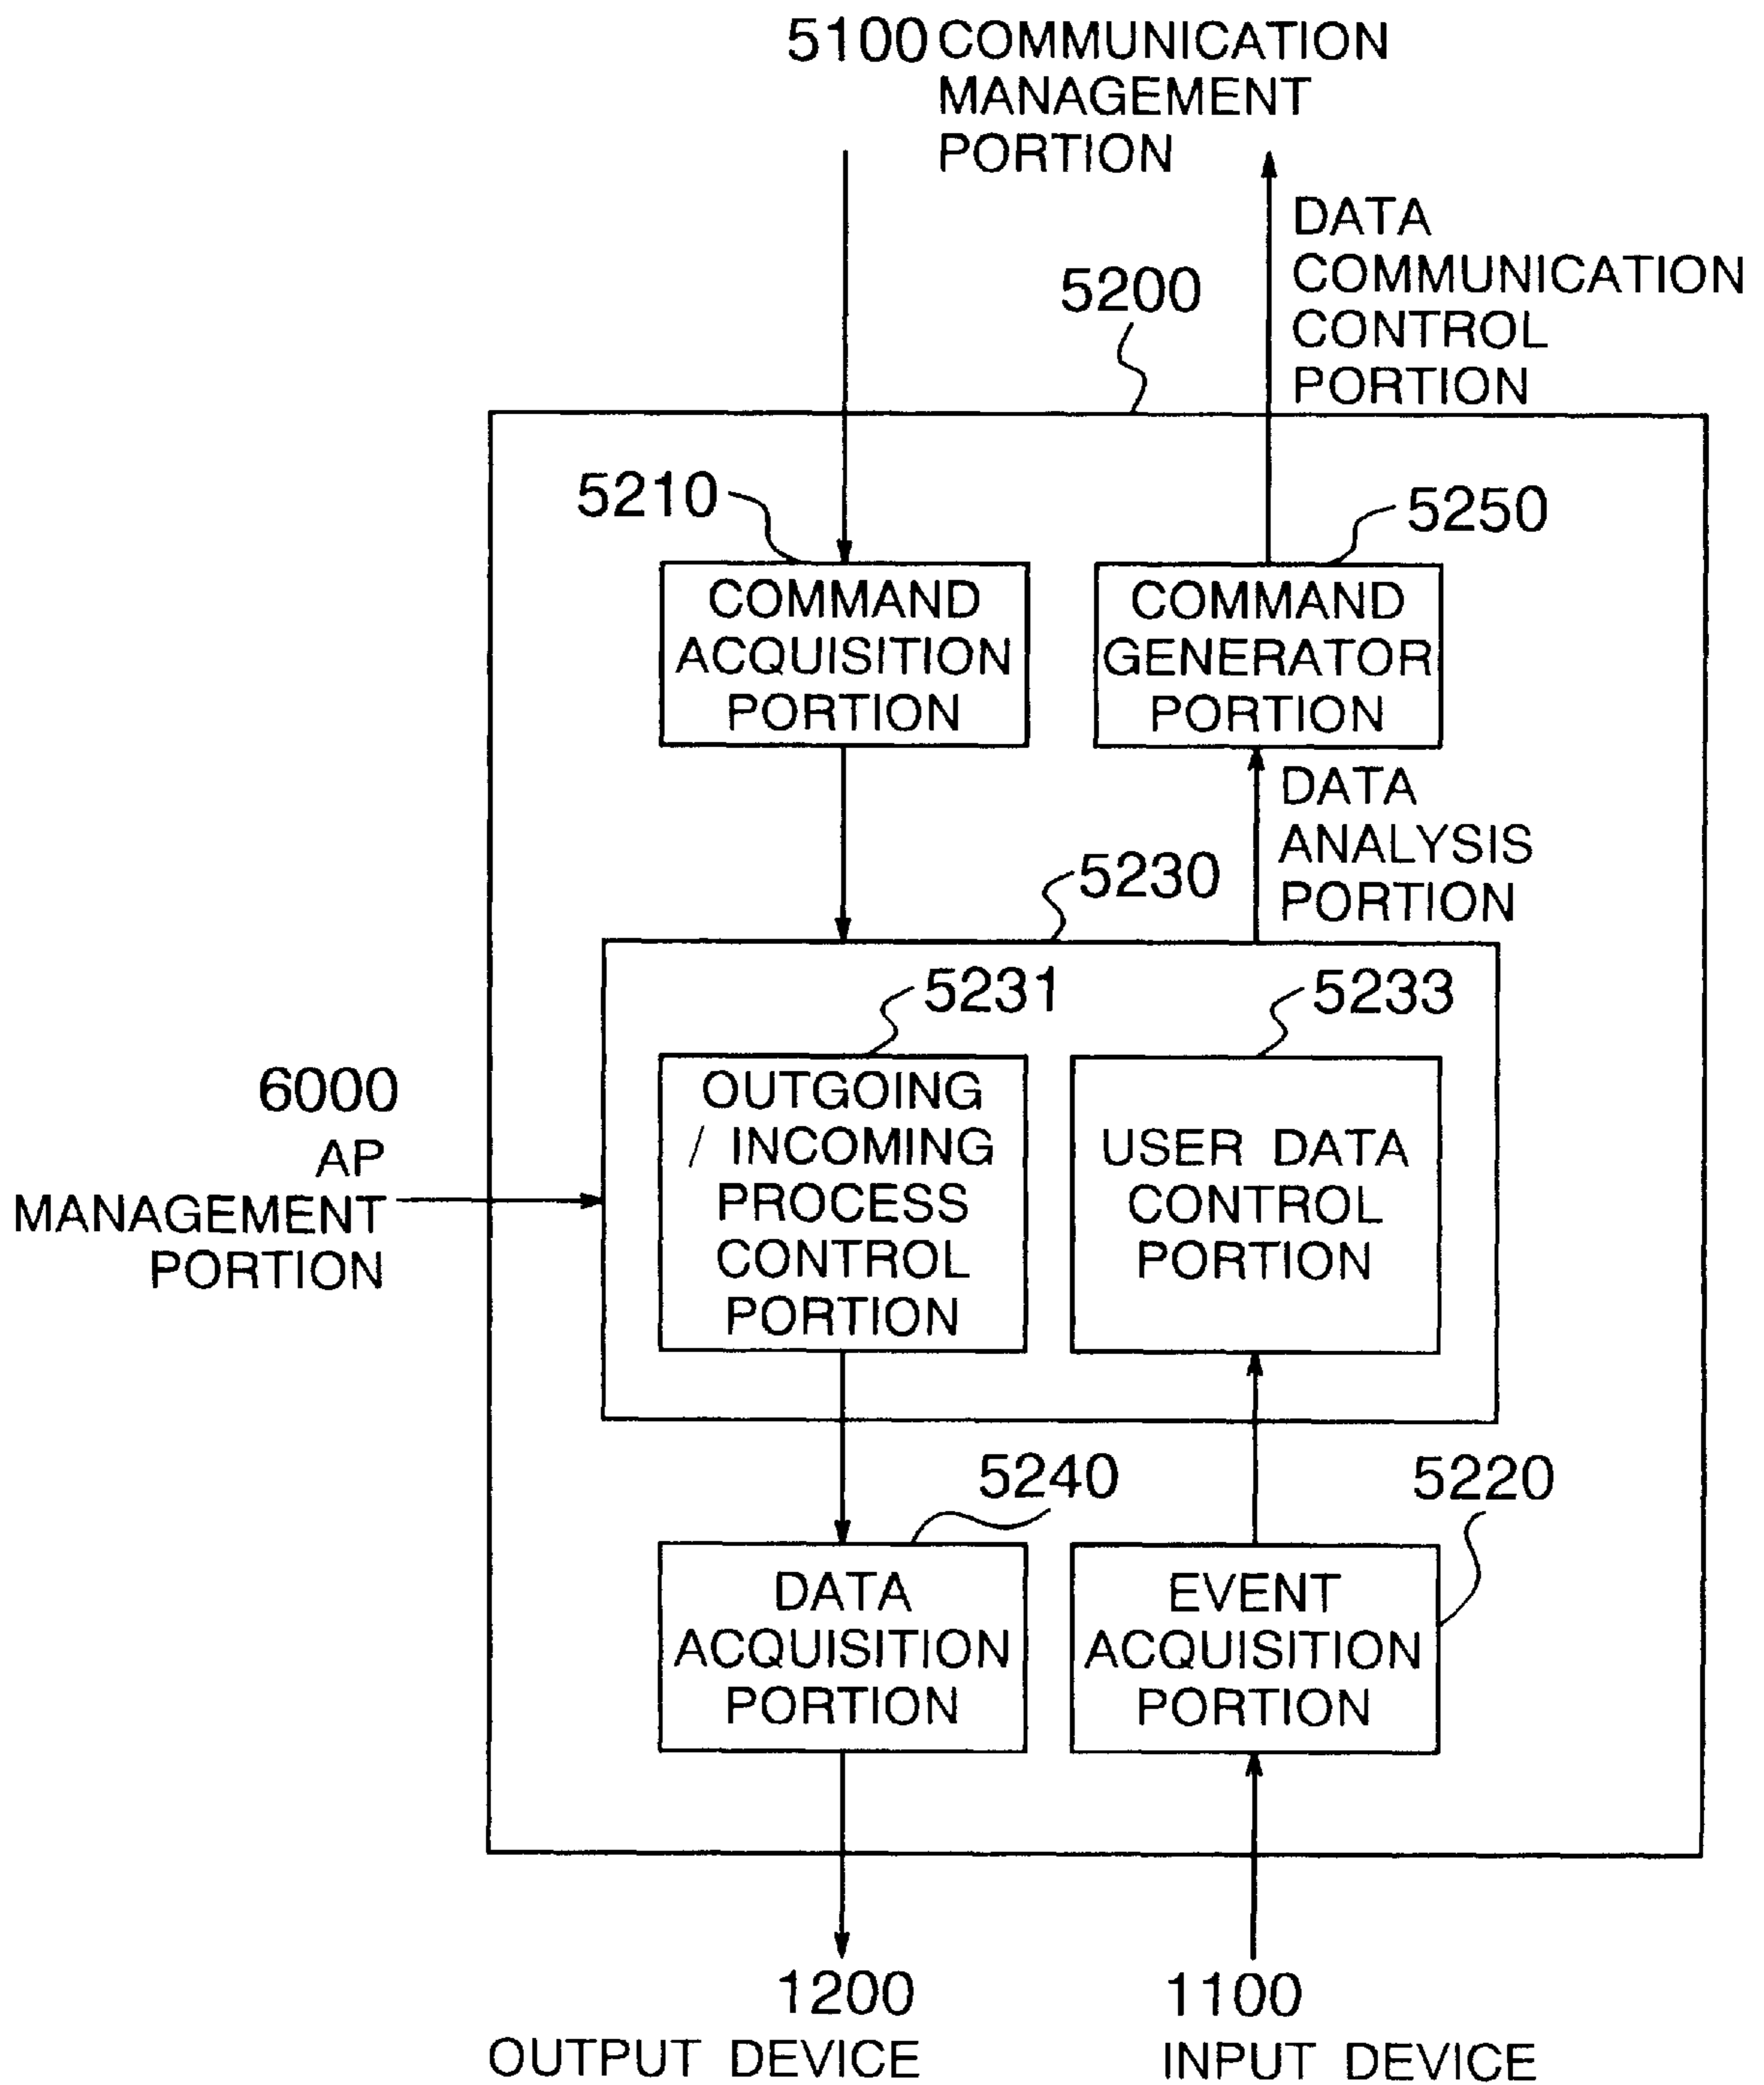 5100 COMMUNICATION
MANAGEMENT
PORTION
DATA
COMMUNICATION
CONTROL
PORTION
5200
5210
5250
COMMAND
ACQUISITION
PORTION
COMMAND
GENERATOR
PORTION
DATA
ANALYSIS
PORTION
5230
5231
5233
6000
AP
MANAGEMENT
PORTION
OUTGOING
/ INCOMING
PROCESS
CONTROL
PORTION
USER DATA
CONTROL
PORTION
5240
5220
DATA
ACQUISITION
PORTION
EVENT
ACQUISITION
PORTION
1200
OUTPUT DEVICE
1100
INPUT DEVICE